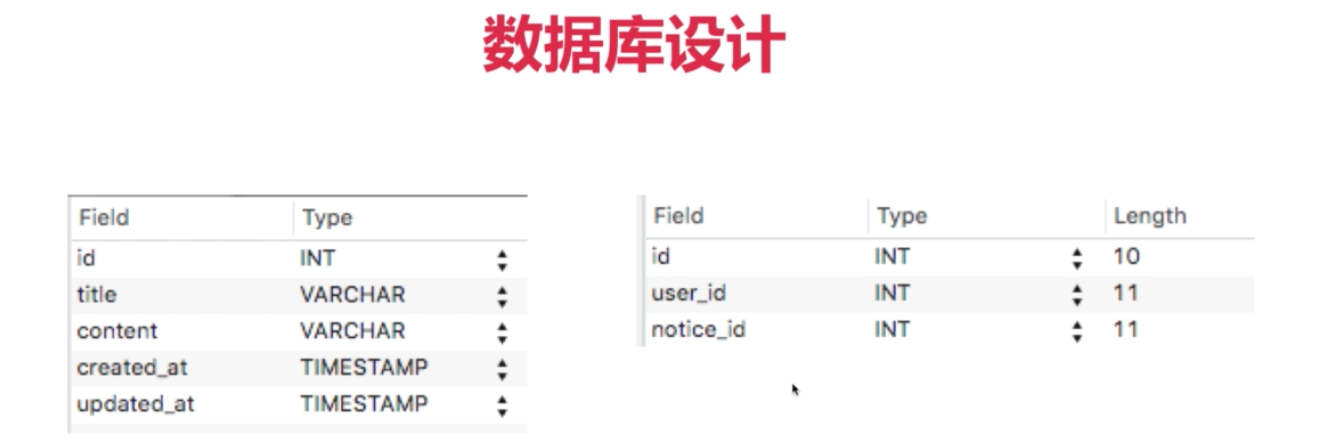 数据库设计
Field Type
id INT
title VARCHAR
content VARCHAR
created_at TIMESTAMP
updated_at TIMESTAMP
Field Type Length
id INT 10
user_id INT 11
notice_id INT 11